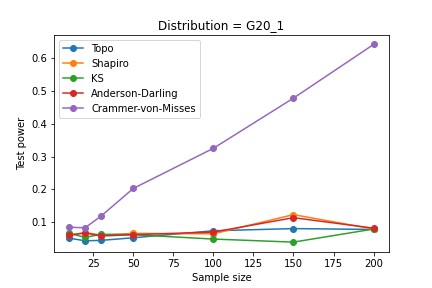 Distribution = G20_1
Topo
Shapiro
KS
Anderson-Darling
Crammer-von-Misses
Test power
0.6
0.5
0.4
0.3
0.2
0.1
25 50 75 100 125 150 175 200
Sample size